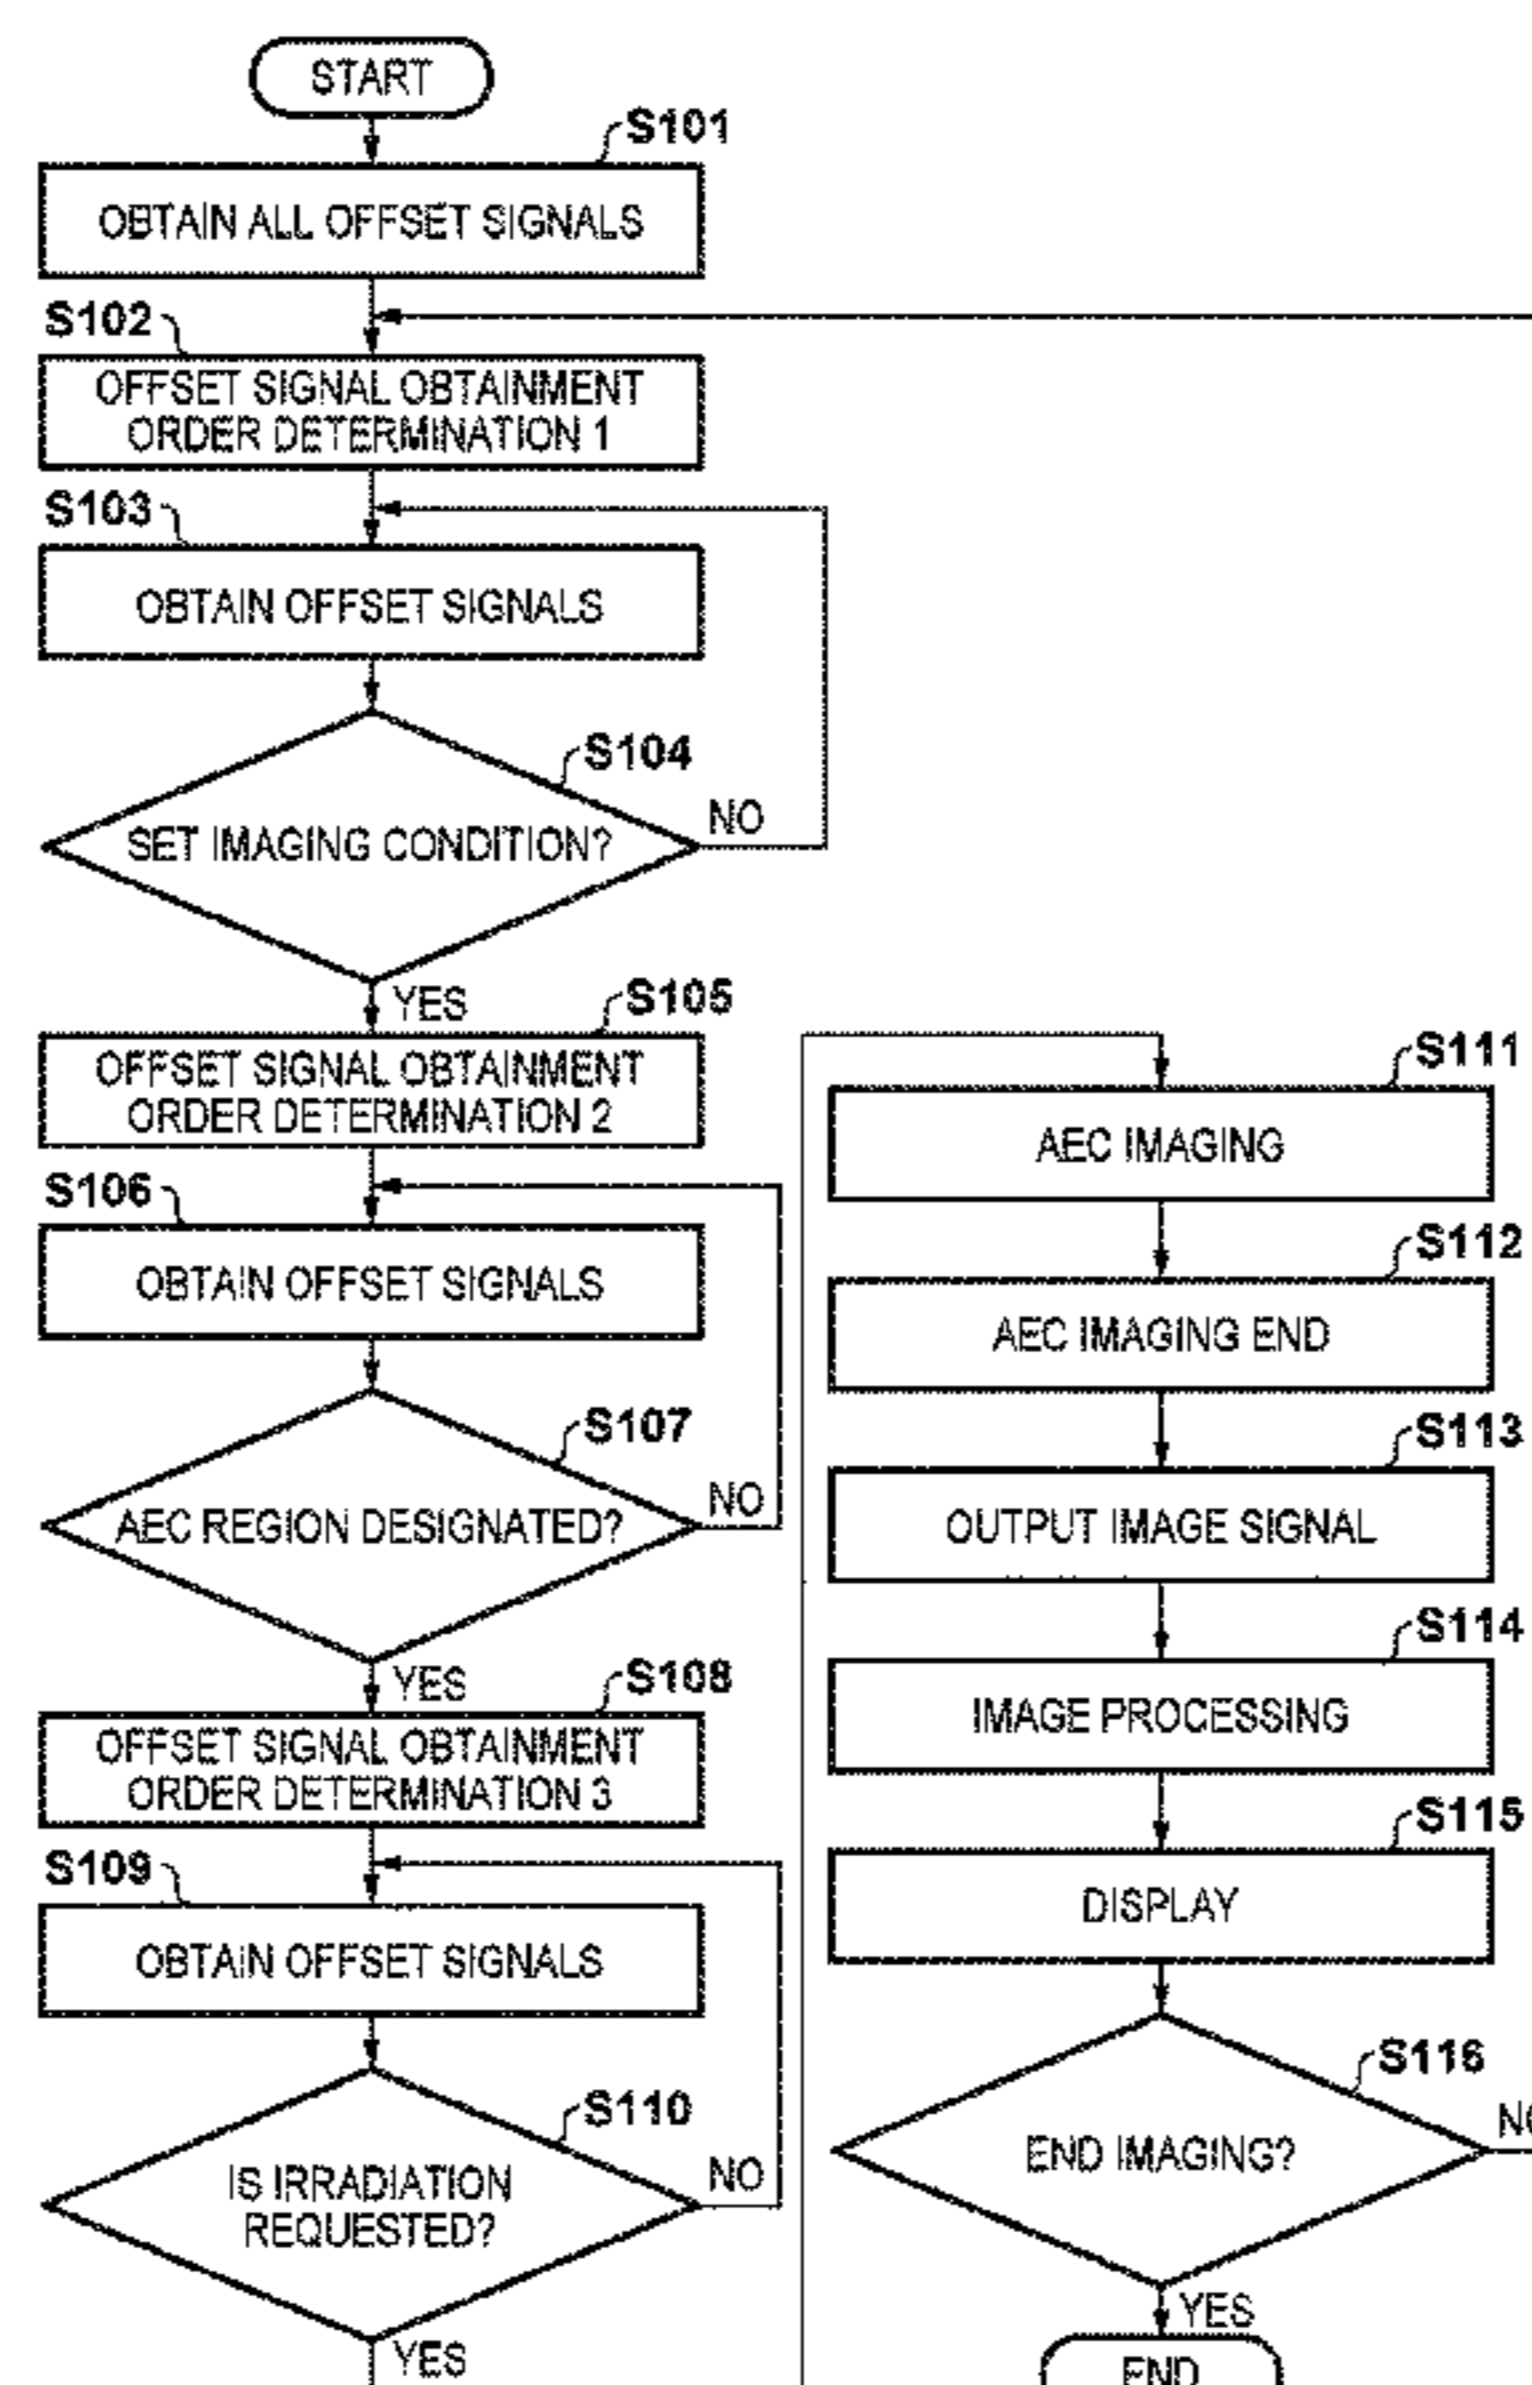 START
S101
OBTAIN ALL OFFSET SIGNALS
S102
OFFSET SIGNAL OBTAINMENT
ORDER DETERMINATION 1
S103
OBTAIN OFFSET SIGNALS
S104
SET IMAGING CONDITION?
NO
YES
S105
OFFSET SIGNAL OBTAINMENT
ORDER DETERMINATION 2
S106
OBTAIN OFFSET SIGNALS
S107
AEC REGION DESIGNATED?
NO
YES
S108
OFFSET SIGNAL OBTAINMENT
ORDER DETERMINATION 3
S109
OBTAIN OFFSET SIGNALS
S110
IS IRRADIATION
REQUESTED?
NO
YES
S111
AEC IMAGING
S112
AEC IMAGING END
S113
OUTPUT IMAGE SIGNAL
S114
IMAGE PROCESSING
S115
DISPLAY
S116
END IMAGING?
NO
YES
END